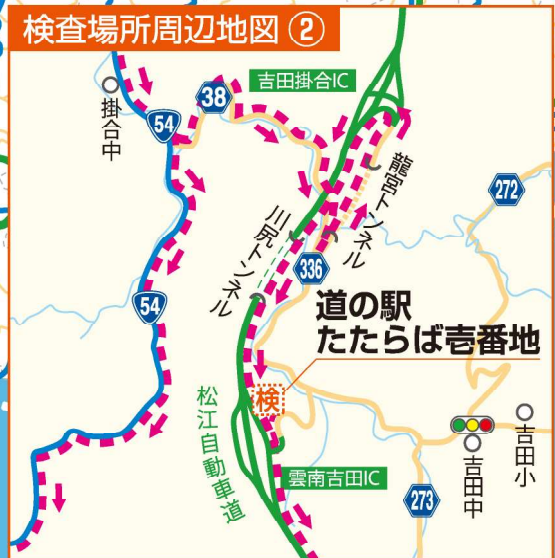 検査場所周辺地図②
吉田掛合IC
掛合中
38
54
龍宮トンネル
272
川尻トンネル
336
54
道の駅
たたらば壱番地
検
松江自動車道
吉田小
吉田中
雲南吉田IC
273